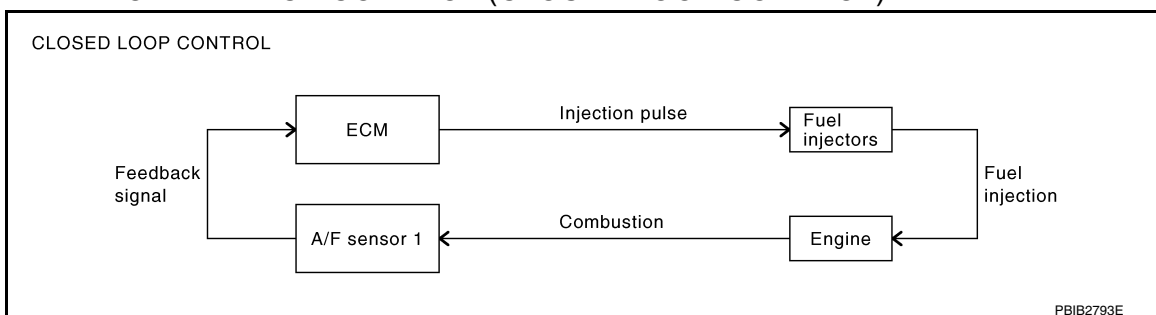 CLOSED LOOP CONTROL
ECM
Injection pulse
Fuel
injectors
Feedback
signal
Fuel
injection
A/F sensor 1
Combustion
Engine
PBIB2793E